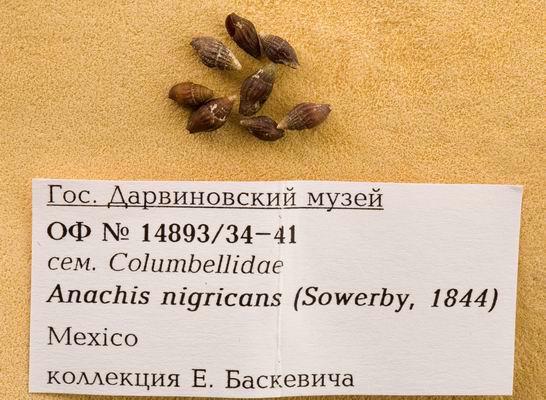 Гос. Дарвиновский музей
ОФ № 14893/34-41
сем. Columbellidae
Anachis nigricans (Sowerby, 1844)
Mexico
коллекция Е. Баскевича